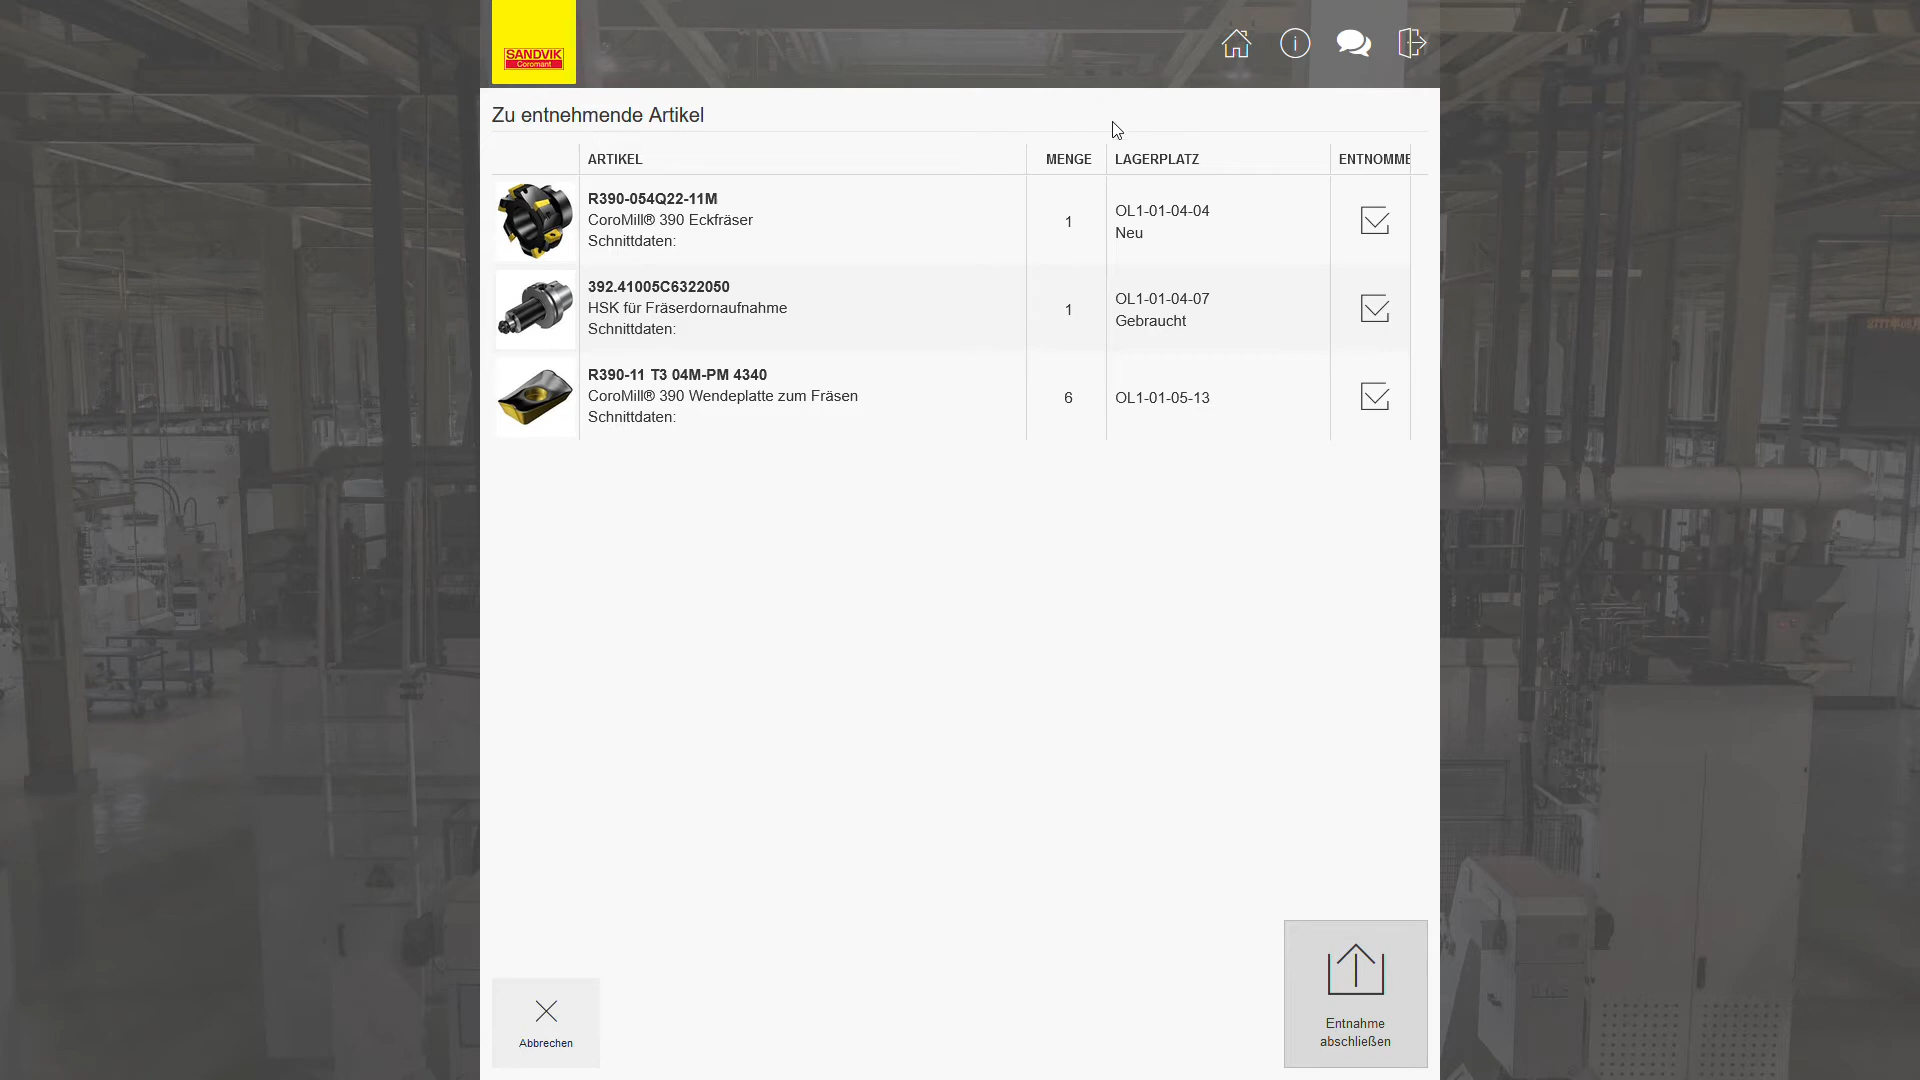 SANDVIK
Coromant
Zu entnehmende Artikel
ARTIKEL MENGE LAGERPLATZ ENTNOMME
R390-054Q22-11M
CoroMill® 390 Eckfräser
Schnittdaten:
1
OL1-01-04-04
Neu
392.41005C6322050
HSK für Fräserdornaufnahme
Schnittdaten:
1
OL1-01-04-07
Gebraucht
R390-11 T3 04M-PM 4340
CoroMill® 390 Wendeplatte zum Fräsen
Schnittdaten:
6
OL1-01-05-13
Abbrechen
Entnahme
abschließen